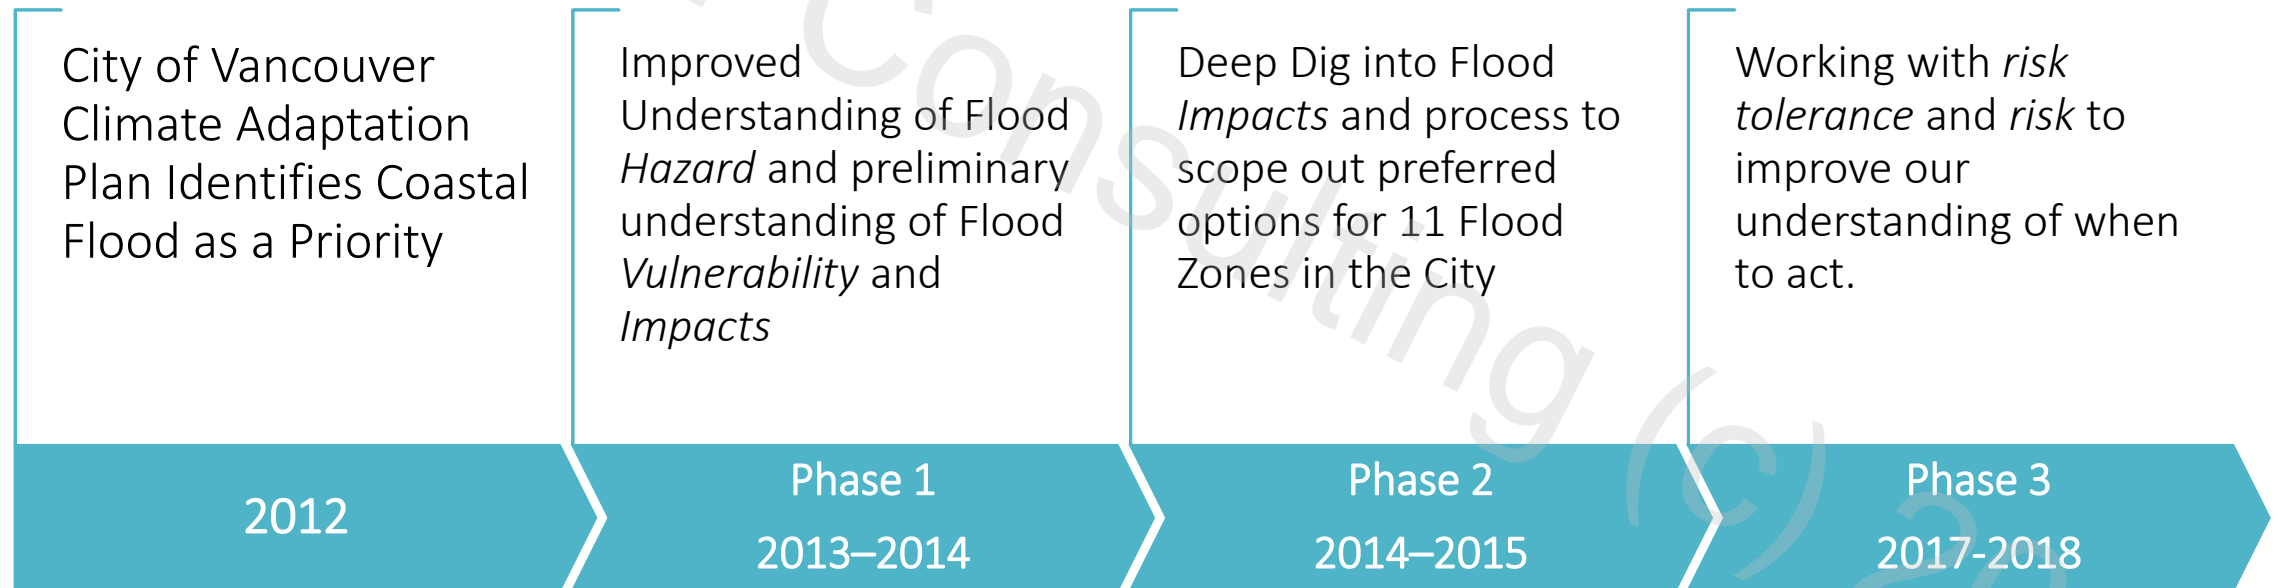 City of Vancouver
Climate Adaptation
Plan Identifies Coastal
Flood as a Priority
2012
Improved
Understanding of Flood
Hazard and preliminary
understanding of Flood
Vulnerability and
Impacts
Phase 1
2013–2014
Deep Dig into Flood
Impacts and process to
scope out preferred
options for 11 Flood
Zones in the City
Phase 2
2014–2015
Working with risk
tolerance and risk to
improve our
understanding of when
to act.
Phase 3
2017-2018
Consulting (c)